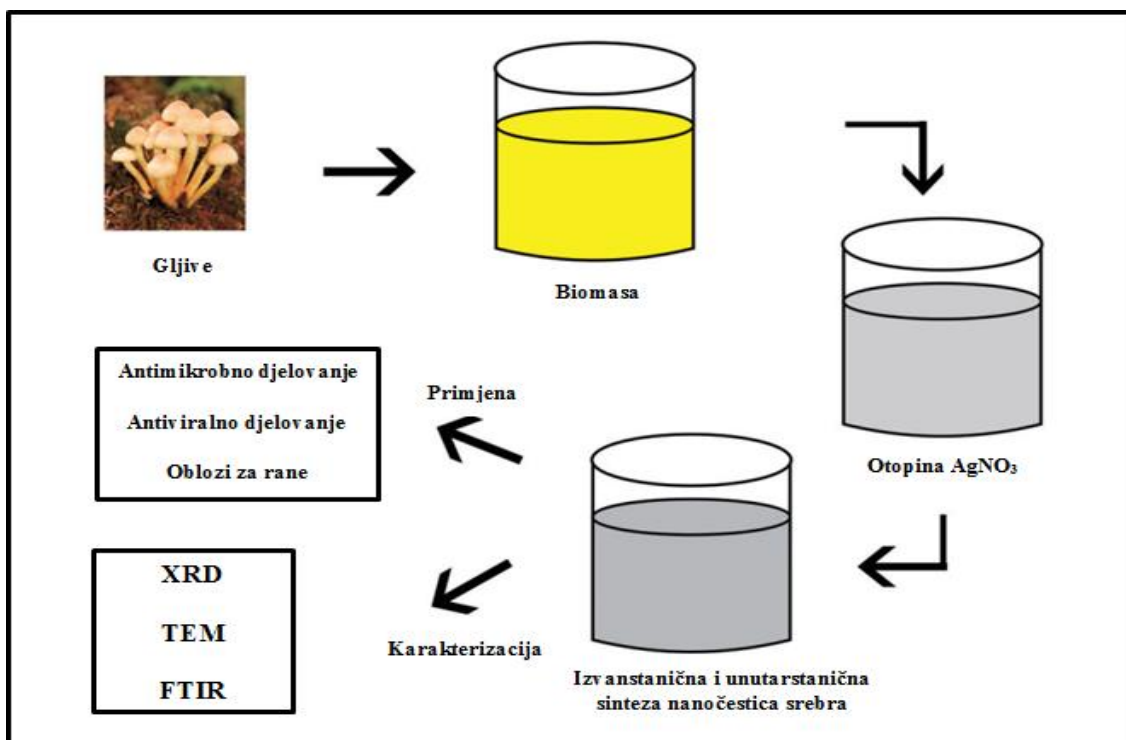 Gljive
Biomasa
Otopina AgNO₃
Izvanstanična i unutarstanična
sinteza nanočestica srebra
Primjena
Antimikrobno djelovanje
Antiviralno djelovanje
Oblozi za rane
Karakterizacija
XRD
TEM
FTIR